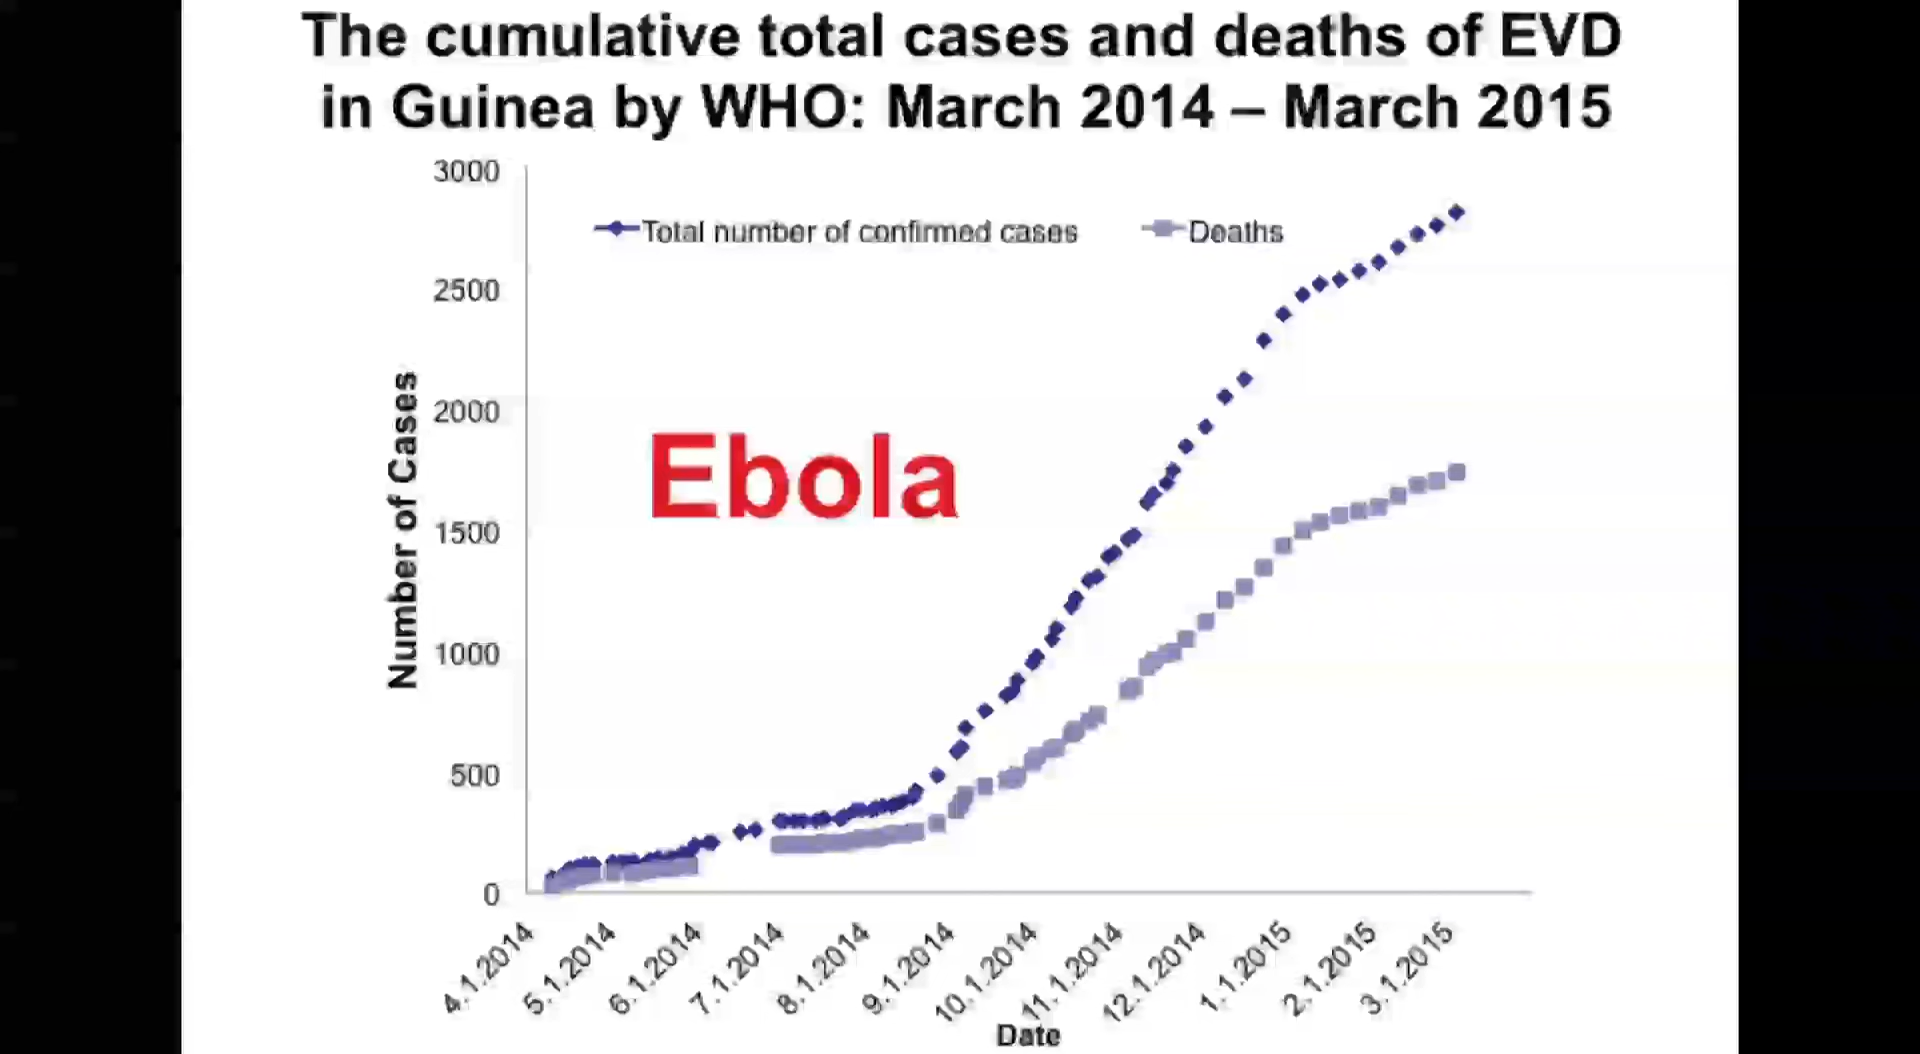 The cumulative total cases and deaths of EVD
in Guinea by WHO: March 2014 – March 2015
3000
Total number of confirmed cases
Deaths
2500
2000
Ebola
1500
1000
500
0
Number of Cases
4.1.2014
5.1.2014
6.1.2014
7.1.2014
8.1.2014
9.1.2014
10.1.2014
11.1.2014
12.1.2014
1.1.2015
2.1.2015
3.1.2015
Date